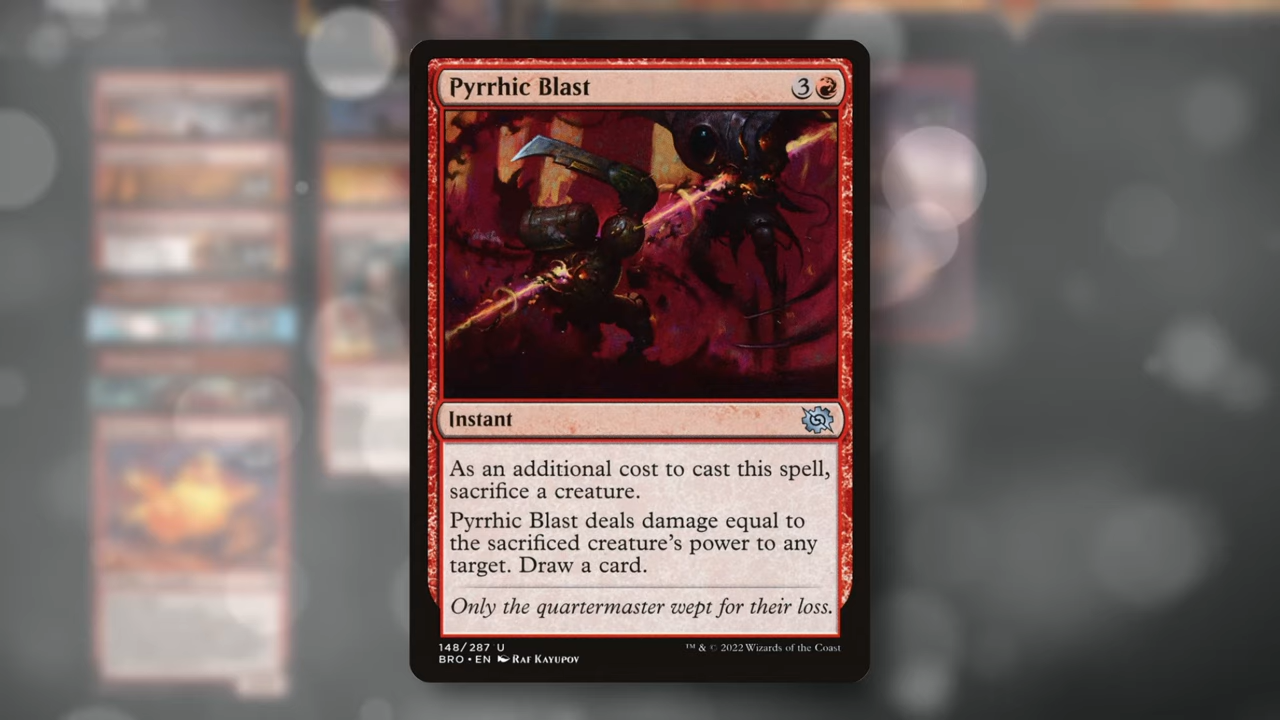 Pyrrhic Blast 3
Instant
As an additional cost to cast this spell,
sacrifice a creature.
Pyrrhic Blast deals damage equal to
the sacrificed creature's power to any
target. Draw a card.
Only the quartermaster wept for their loss.
148/287 U
BRO • EN Raf Kayupov
™ & © 2022 Wizards of the Coast